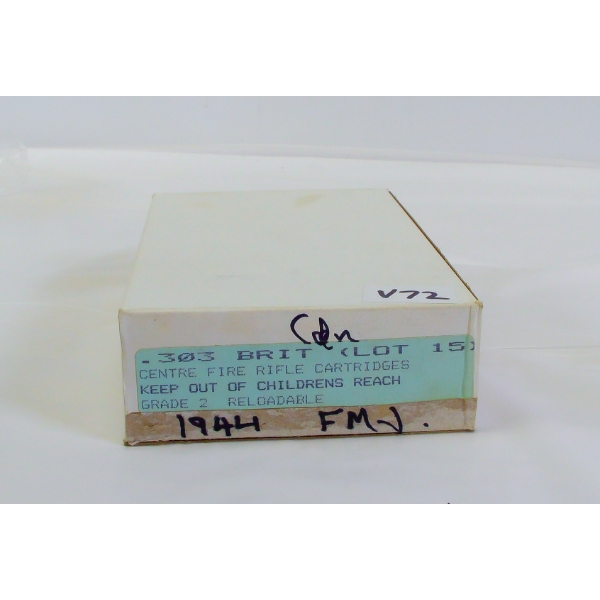 V72
Cdn
.303 BRIT (LOT 15)
CENTRE FIRE RIFLE CARTRIDGES
KEEP OUT OF CHILDRENS REACH
GRADE 2 RELOADABLE
1944 FMJ.